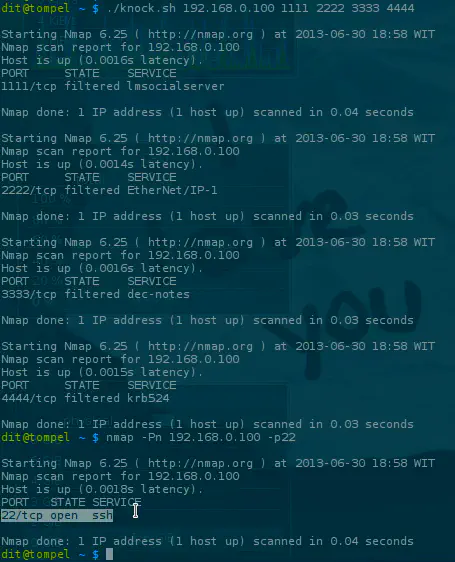 dit@tompel ~ $ ./knock.sh 192.168.0.100 1111 2222 3333 4444
Starting Nmap 6.25 ( http://nmap.org ) at 2013-06-30 18:58 WIT
Nmap scan report for 192.168.0.100
Host is up (0.0016s latency).
PORT     STATE    SERVICE
1111/tcp filtered lmsocialserver
Nmap done: 1 IP address (1 host up) scanned in 0.04 seconds
Starting Nmap 6.25 ( http://nmap.org ) at 2013-06-30 18:58 WIT
Nmap scan report for 192.168.0.100
Host is up (0.0014s latency).
PORT     STATE    SERVICE
2222/tcp filtered EtherNet/IP-1
Nmap done: 1 IP address (1 host up) scanned in 0.03 seconds
Starting Nmap 6.25 ( http://nmap.org ) at 2013-06-30 18:58 WIT
Nmap scan report for 192.168.0.100
Host is up (0.0016s latency).
PORT     STATE    SERVICE
3333/tcp filtered dec-notes
Nmap done: 1 IP address (1 host up) scanned in 0.03 seconds
Starting Nmap 6.25 ( http://nmap.org ) at 2013-06-30 18:58 WIT
Nmap scan report for 192.168.0.100
Host is up (0.0015s latency).
PORT     STATE    SERVICE
4444/tcp filtered krb524
Nmap done: 1 IP address (1 host up) scanned in 0.03 seconds
dit@tompel ~ $ nmap -Pn 192.168.0.100 -p22
Starting Nmap 6.25 ( http://nmap.org ) at 2013-06-30 18:58 WIT
Nmap scan report for 192.168.0.100
Host is up (0.0018s latency).
PORT   STATE SERVICE
22/tcp open  ssh
Nmap done: 1 IP address (1 host up) scanned in 0.04 seconds
dit@tompel ~ $
YOU